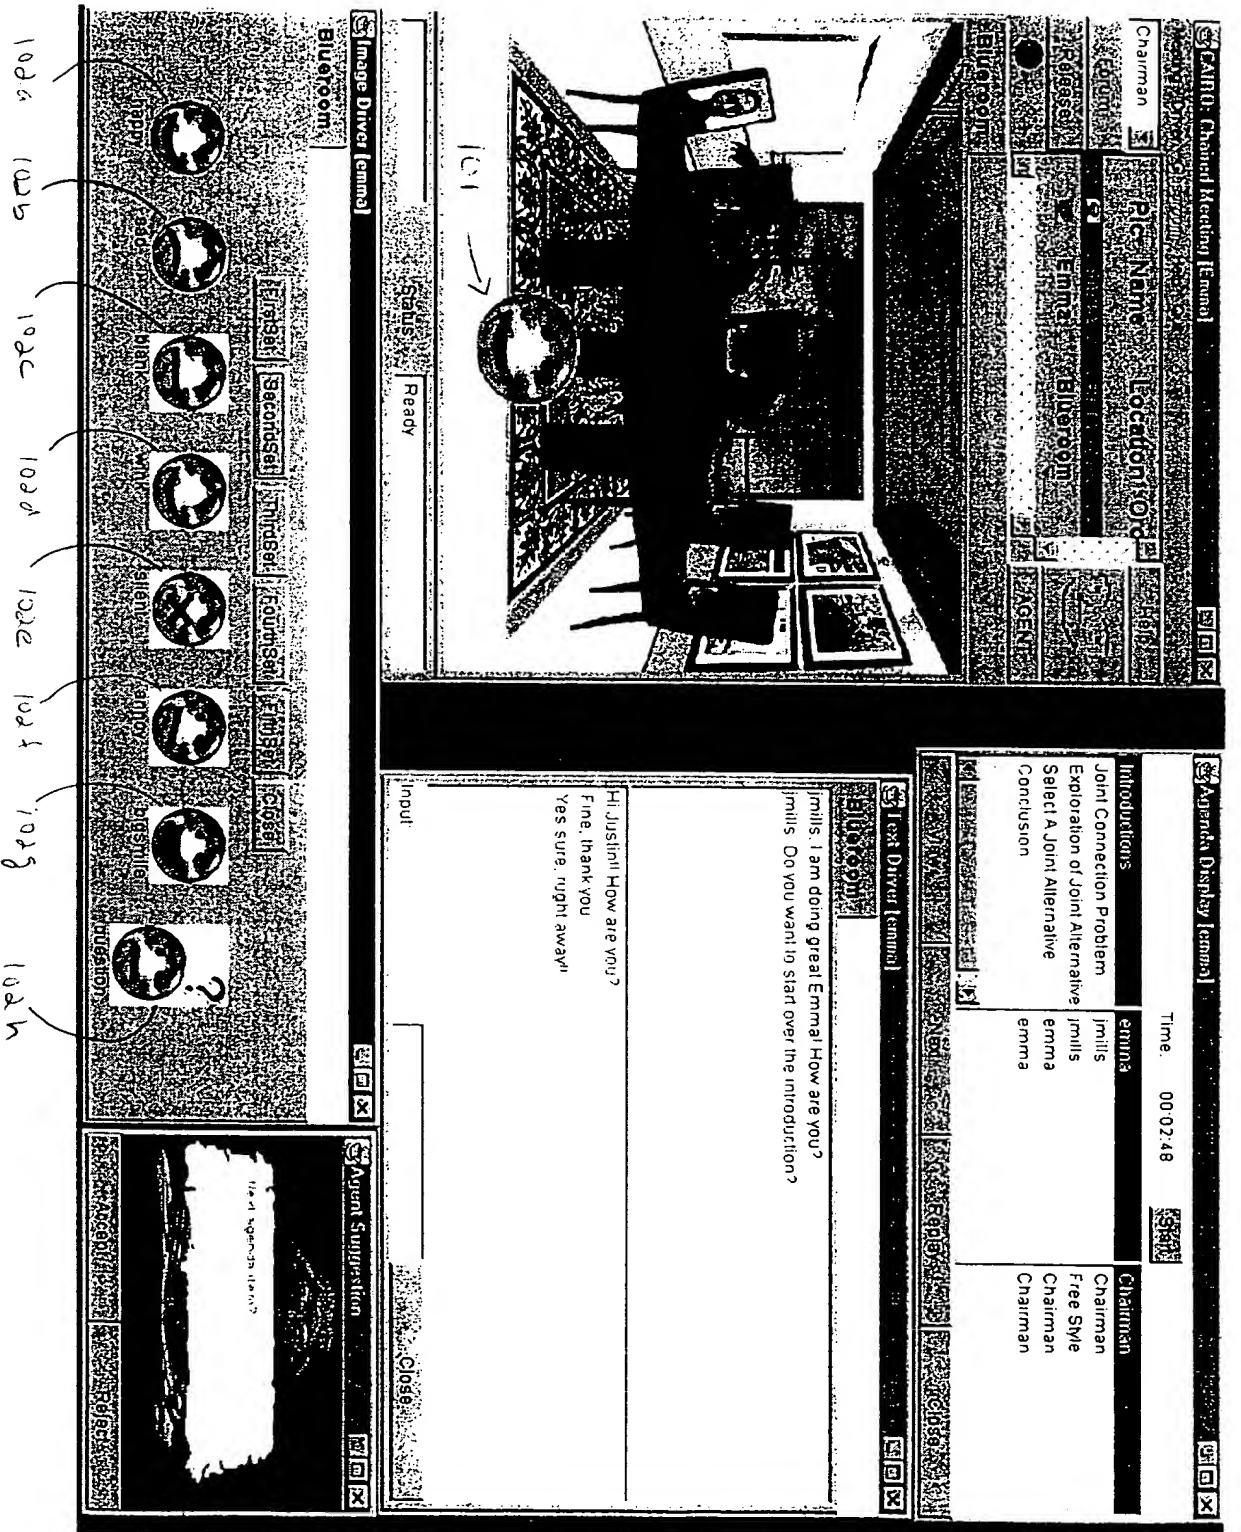 CAIRO: Chaired Meeting [emma]
Chairman
Forum
Release
Blueroom
Pic Name Location Or
Emma Blueroom
AGENT
101
Status
Ready
Agenda Display [emma]
Time. 00:02:48
Start
Introductions emma Chairman
Joint Connection Problem jmills Chairman
Exploration of Joint Alternative jmills Free Style
Select A Joint Alternative emma Chairman
Conclusion emma Chairman
Replay
Close
Text Driver [emma]
Blueroom
jmills. I am doing great Emma! How are you?
jmills Do you want to start over the introduction?
Hi Justin!! How are you?
Fine, thank you
Yes sure, right away!!
Input:
Close
Image Driver [emma]
Blueroom
FirstSet SecondSet ThirdSet FourthSet FifthSet Close
happy
blank
wink
silent
bigsmile
question
102a 102b 102c 102d 102e 102f 102g 102h
Agent Suggestion
Next agenda item?
Accept Reject